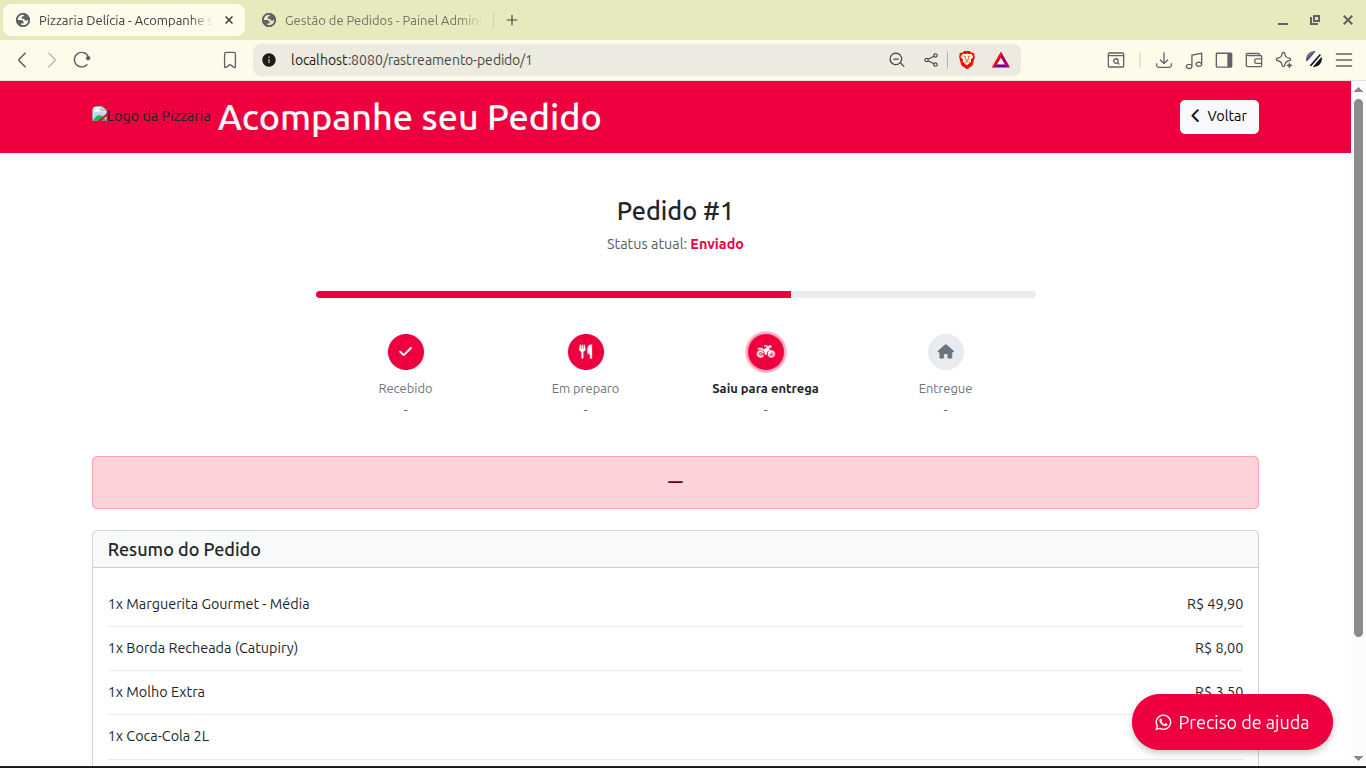 Pizzaria Delícia - Acompanhe s
Gestão de Pedidos - Painel Admin
localhost:8080/rastreamento-pedido/1
Logo da Pizzaria
Acompanhe seu Pedido
Voltar
Pedido #1
Status atual: Enviado
Recebido
Em preparo
Saiu para entrega
Entregue
-
-
-
-
—
Resumo do Pedido
1x Marguerita Gourmet - Média R$ 49,90
1x Borda Recheada (Catupiry) R$ 8,00
1x Molho Extra R$ 3,50
1x Coca-Cola 2L
Preciso de ajuda